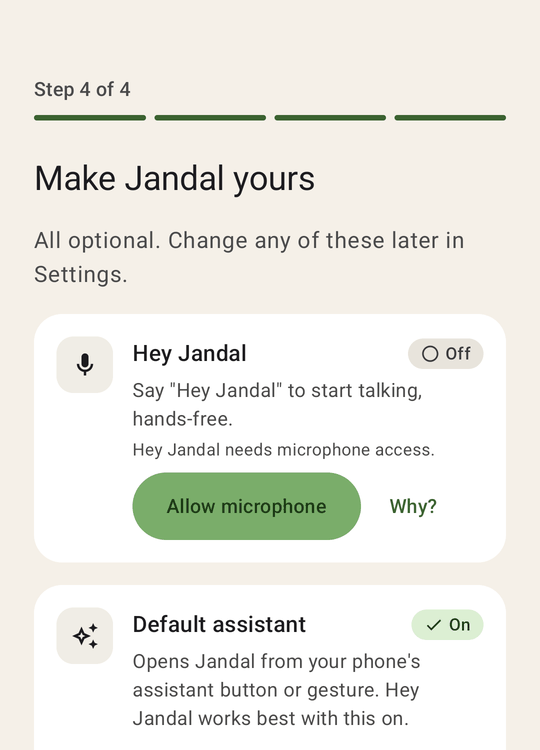 Step 4 of 4
Make Jandal yours
All optional. Change any of these later in
Settings.
Hey Jandal
Off
Say "Hey Jandal" to start talking,
hands-free.
Hey Jandal needs microphone access.
Allow microphone
Why?
Default assistant
On
Opens Jandal from your phone's
assistant button or gesture. Hey
Jandal works best with this on.